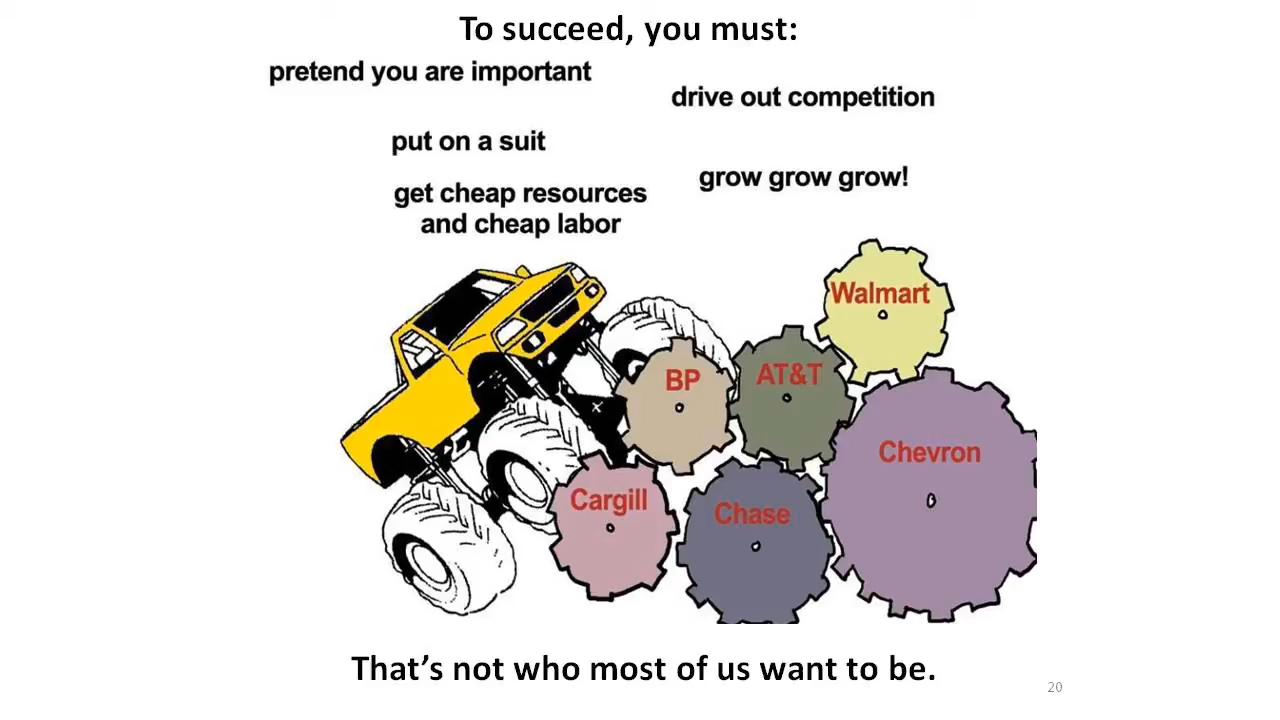 To succeed, you must:
pretend you are important
drive out competition
put on a suit
grow grow grow!
get cheap resources
and cheap labor
Walmart
BP
AT&T
Chevron
Cargill
Chase
That's not who most of us want to be.
20